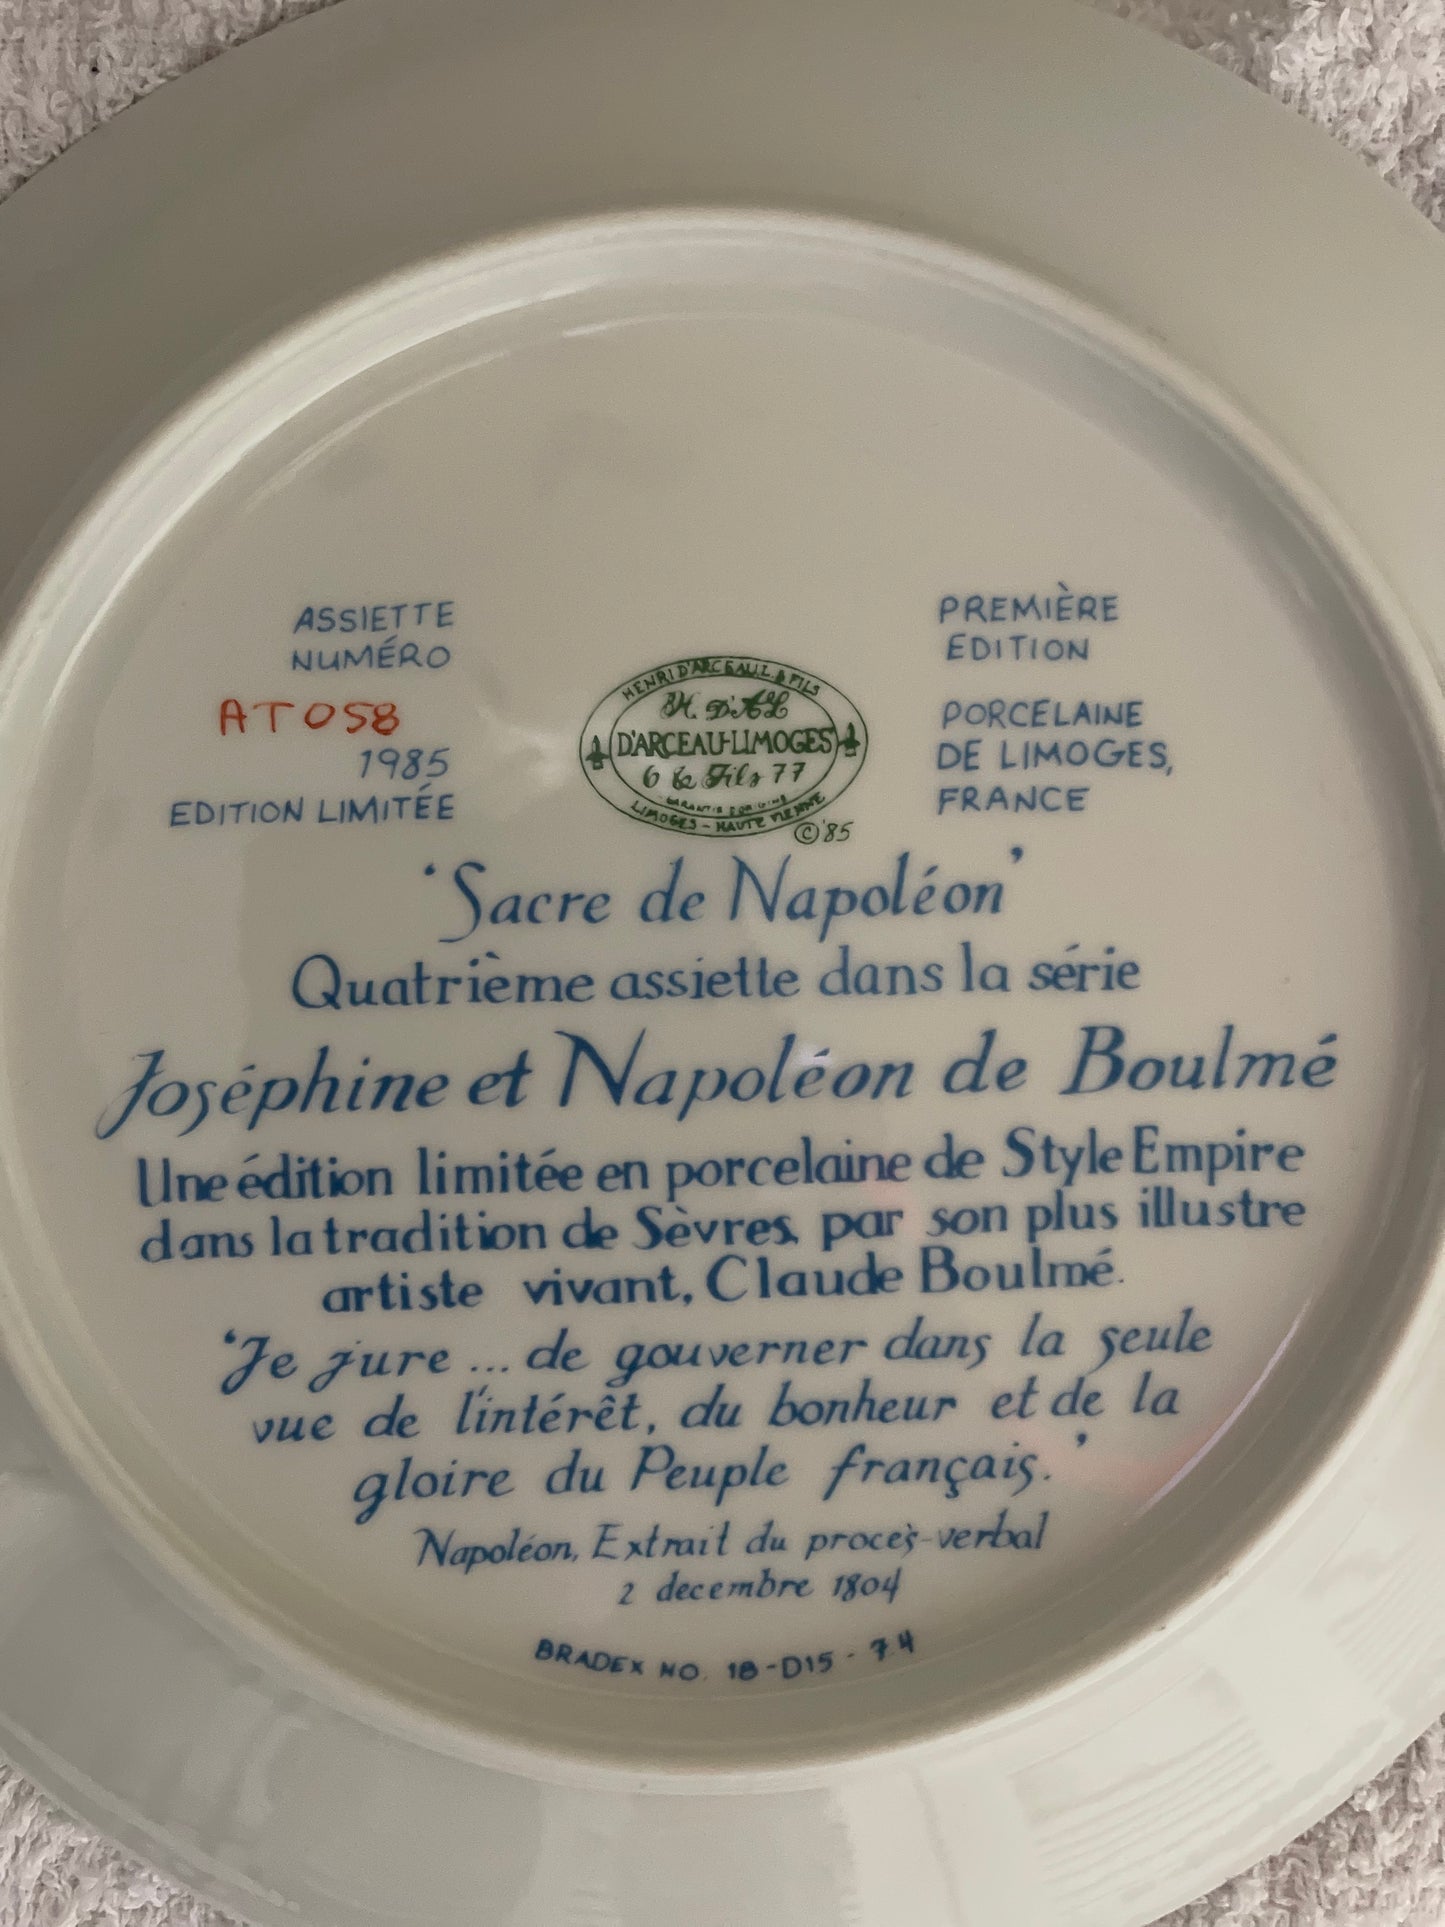 ASSIETTE
NUMÉRO
AT058
1985
EDITION LIMITÉE
HENRI D'ARCEAU.L & FILS
H. D'A&L
D'ARCEAU-LIMOGES
6 & Fils 77
GARANTIE D'ORIGINE
LIMOGES - HAUTE VIENNE
©'85
PREMIÈRE
EDITION
PORCELAINE
DE LIMOGES,
FRANCE
'Sacre de Napoléon'
Quatrième assiette dans la série
Joséphine et Napoléon de Boulmé
Une édition limitée en porcelaine de Style Empire
dans la tradition de Sèvres, par son plus illustre
artiste vivant, Claude Boulmé.
'Je jure ... de gouverner dans la seule
vue de l'intérêt, du bonheur et de la
gloire du Peuple français.'
Napoléon, Extrait du procès-verbal
2 decembre 1804
BRADEX NO. 18-D15-7.4